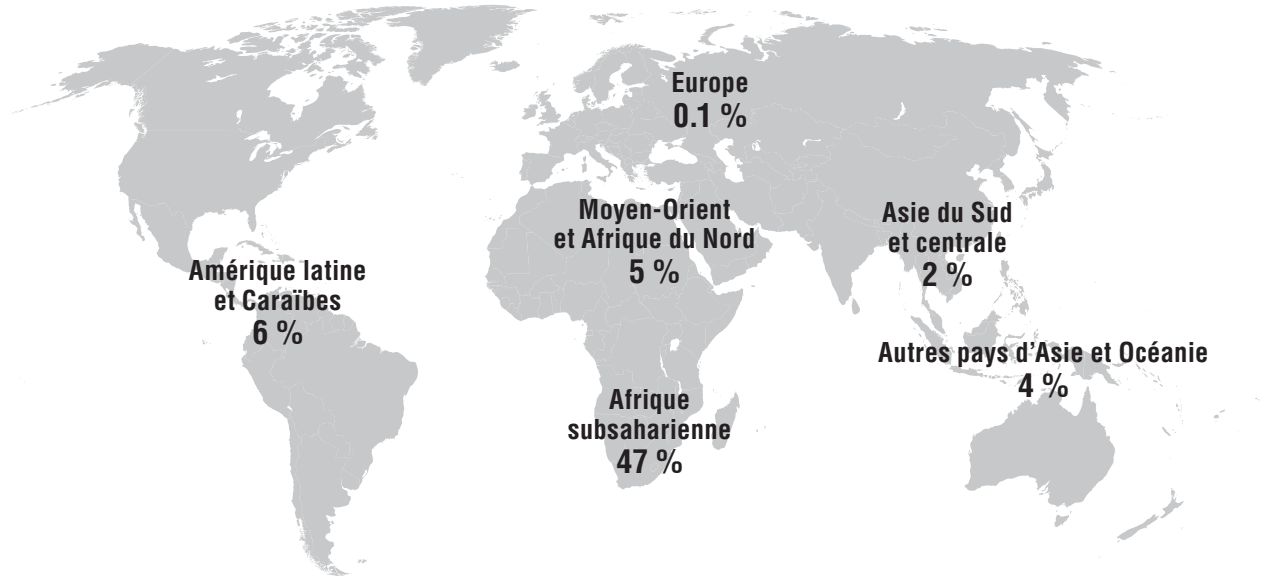 Europe
0.1 %
Moyen-Orient
et Afrique du Nord
5 %
Asie du Sud
et centrale
2 %
Amérique latine
et Caraïbes
6 %
Autres pays d’Asie et Océanie
4 %
Afrique
subsaharienne
47 %